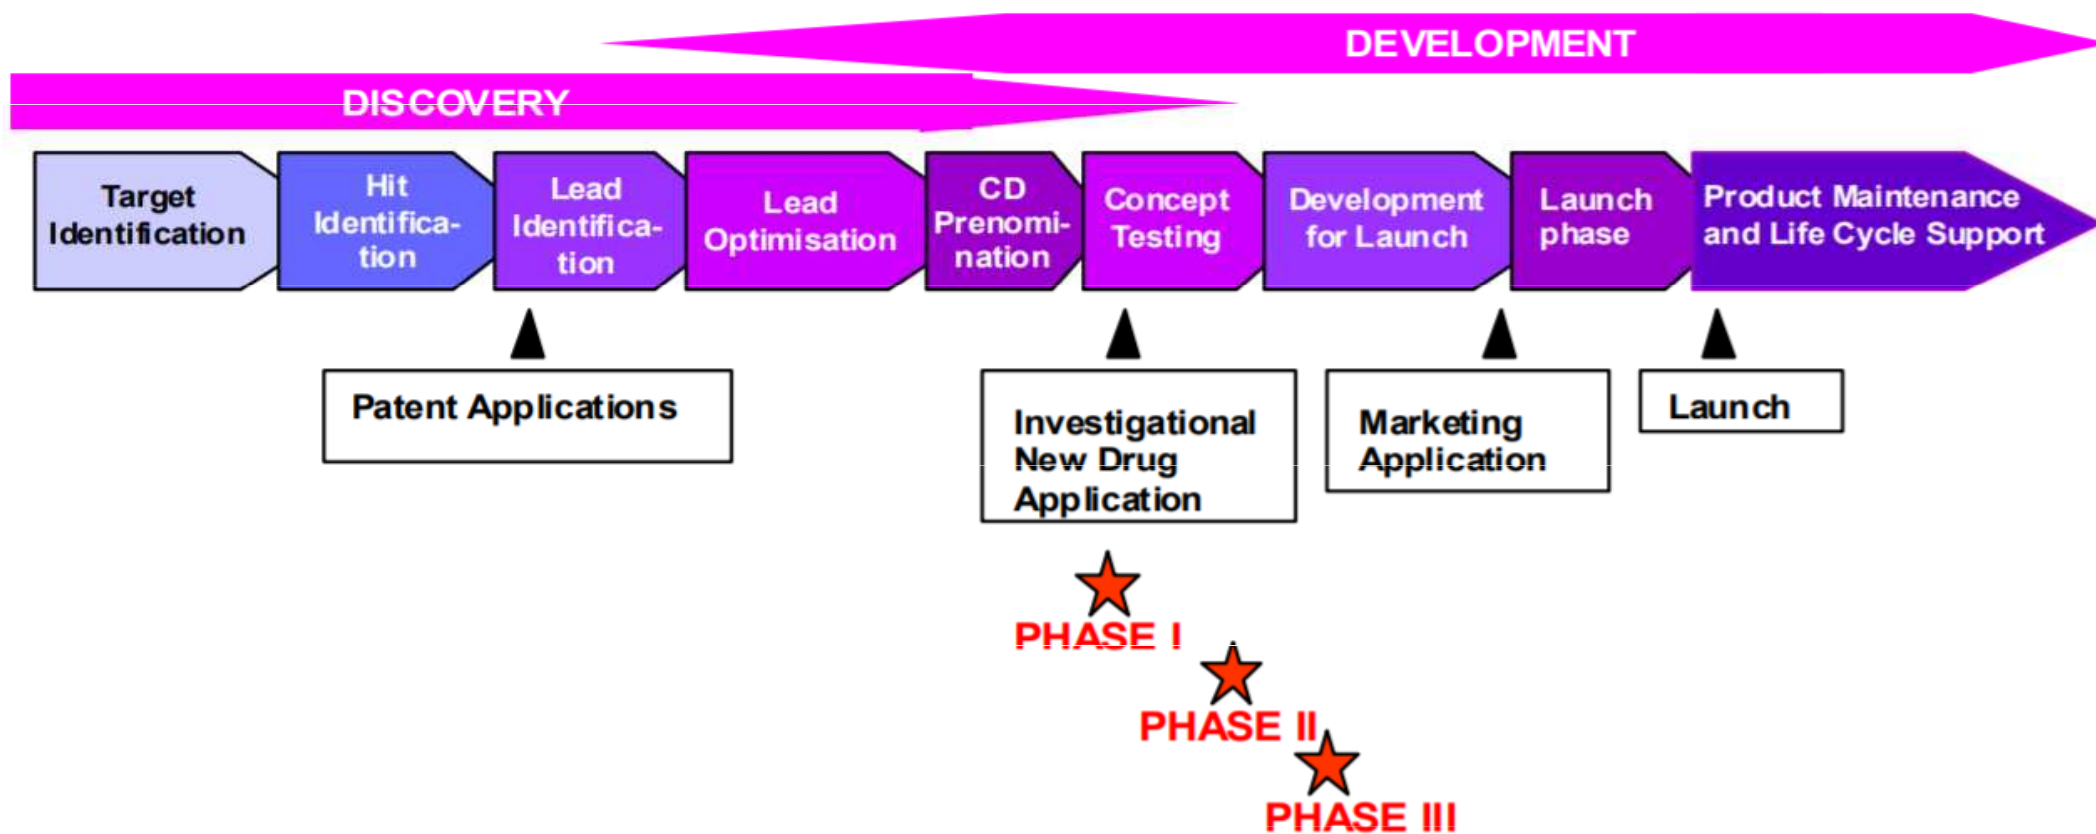 DEVELOPMENT
DISCOVERY
Target
Identification
Hit
Identifica-
tion
Lead
Identifica-
tion
Lead
Optimisation
CD
Prenomi-
nation
Concept
Testing
Development
for Launch
Launch
phase
Product Maintenance
and Life Cycle Support
Patent Applications
Investigational
New Drug
Application
Marketing
Application
Launch
PHASE I
PHASE II
PHASE III